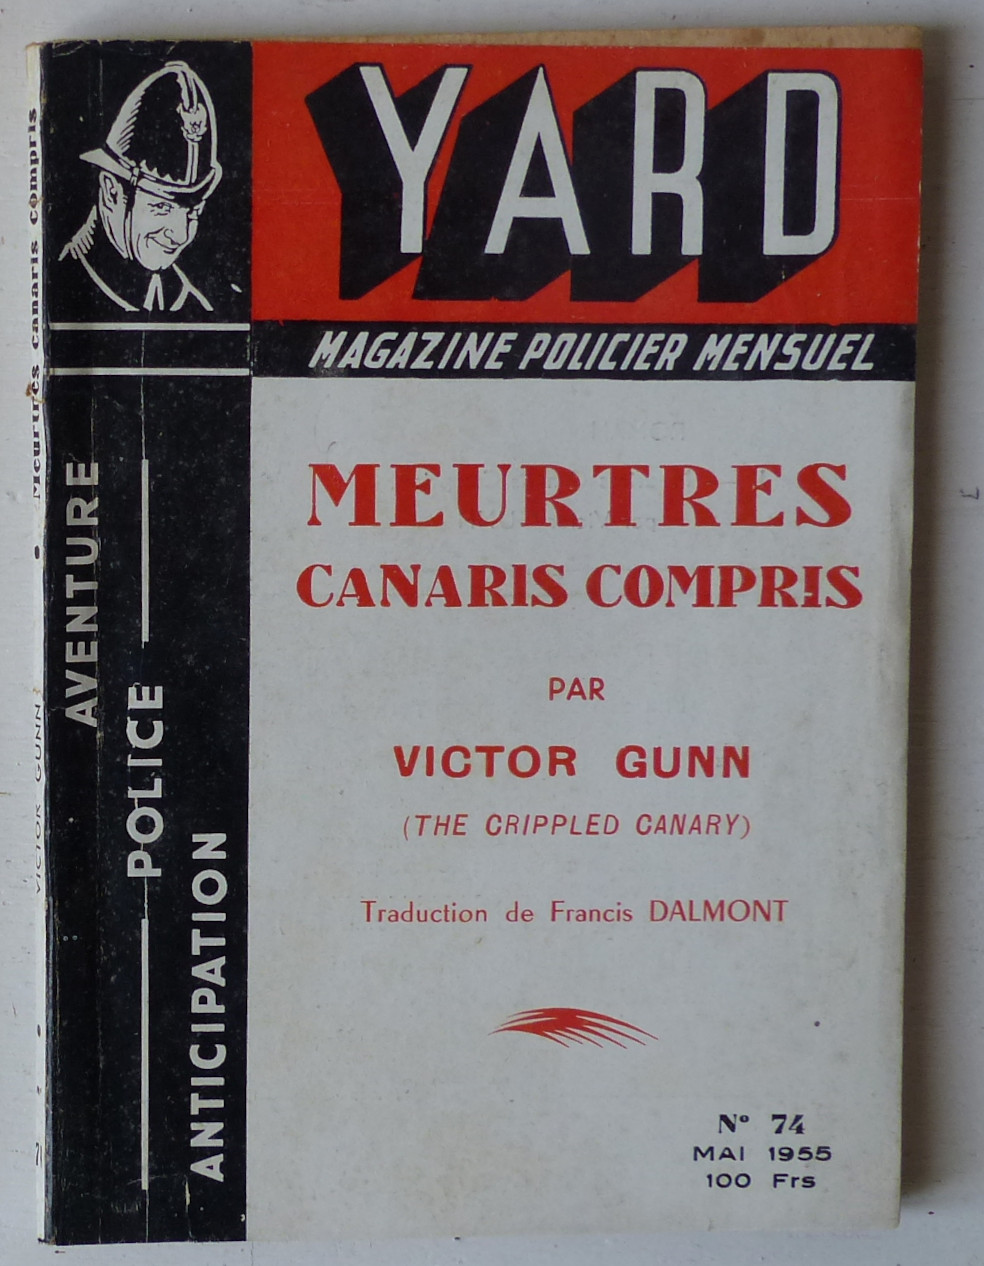 YARD
MAGAZINE POLICIER MENSUEL
MEURTRES
CANARIS COMPRIS
PAR
VICTOR GUNN
(THE CRIPPLED CANARY)
Traduction de Francis DALMONT
Nº 74
MAI 1955
100 Frs
AVENTURE
POLICE
ANTICIPATION
Meurtres canaris compris
VICTOR GUNN